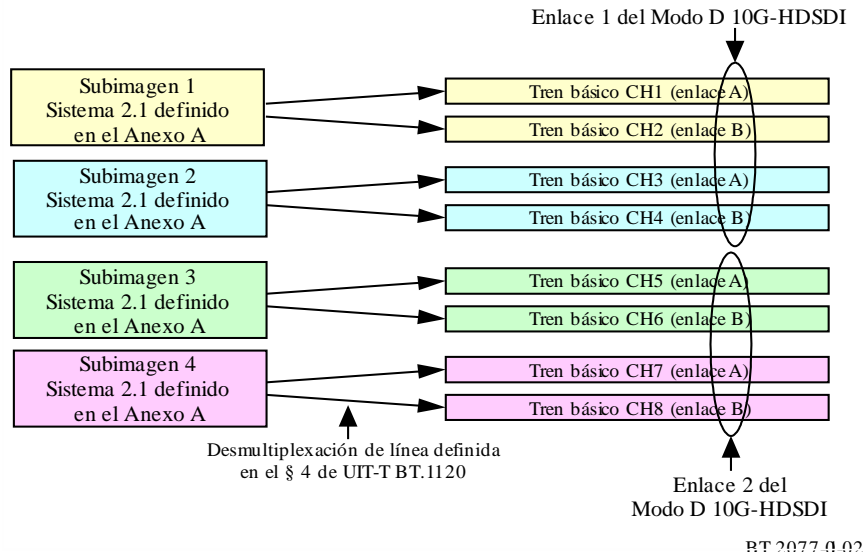 Enlace 1 del Modo D 10G-HDSDI
Subimagen 1
Sistema 2.1 definido
en el Anexo A
Tren básico CH1 (enlace A)
Tren básico CH2 (enlace B)
Subimagen 2
Sistema 2.1 definido
en el Anexo A
Tren básico CH3 (enlace A)
Tren básico CH4 (enlace B)
Subimagen 3
Sistema 2.1 definido
en el Anexo A
Tren básico CH5 (enlace A)
Tren básico CH6 (enlace B)
Subimagen 4
Sistema 2.1 definido
en el Anexo A
Tren básico CH7 (enlace A)
Tren básico CH8 (enlace B)
Desmultiplexación de línea definida
en el § 4 de UIT-T BT.1120
Enlace 2 del
Modo D 10G-HDSDI
BT.2077-0-02